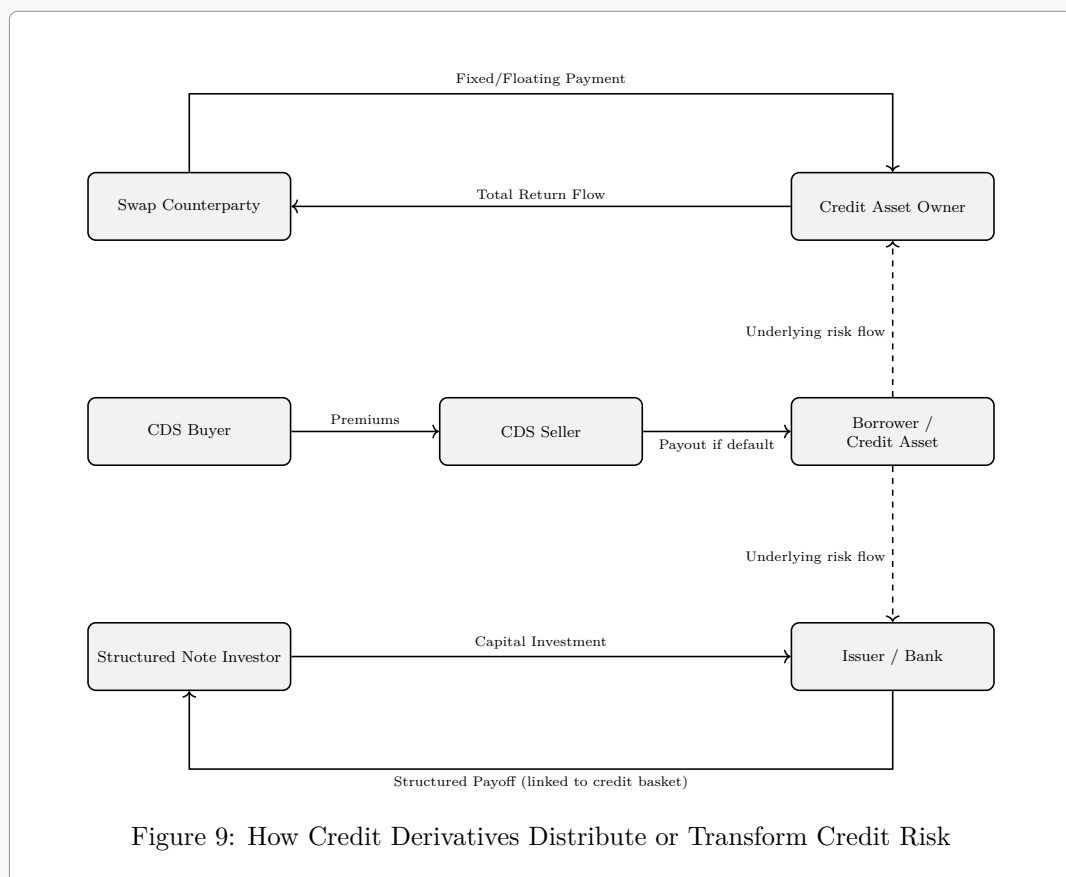 Fixed/Floating Payment
Swap Counterparty
Total Return Flow
Credit Asset Owner
Underlying risk flow
CDS Buyer
Premiums
CDS Seller
Payout if default
Borrower /
Credit Asset
Underlying risk flow
Structured Note Investor
Capital Investment
Issuer / Bank
Structured Payoff (linked to credit basket)
Figure 9: How Credit Derivatives Distribute or Transform Credit Risk